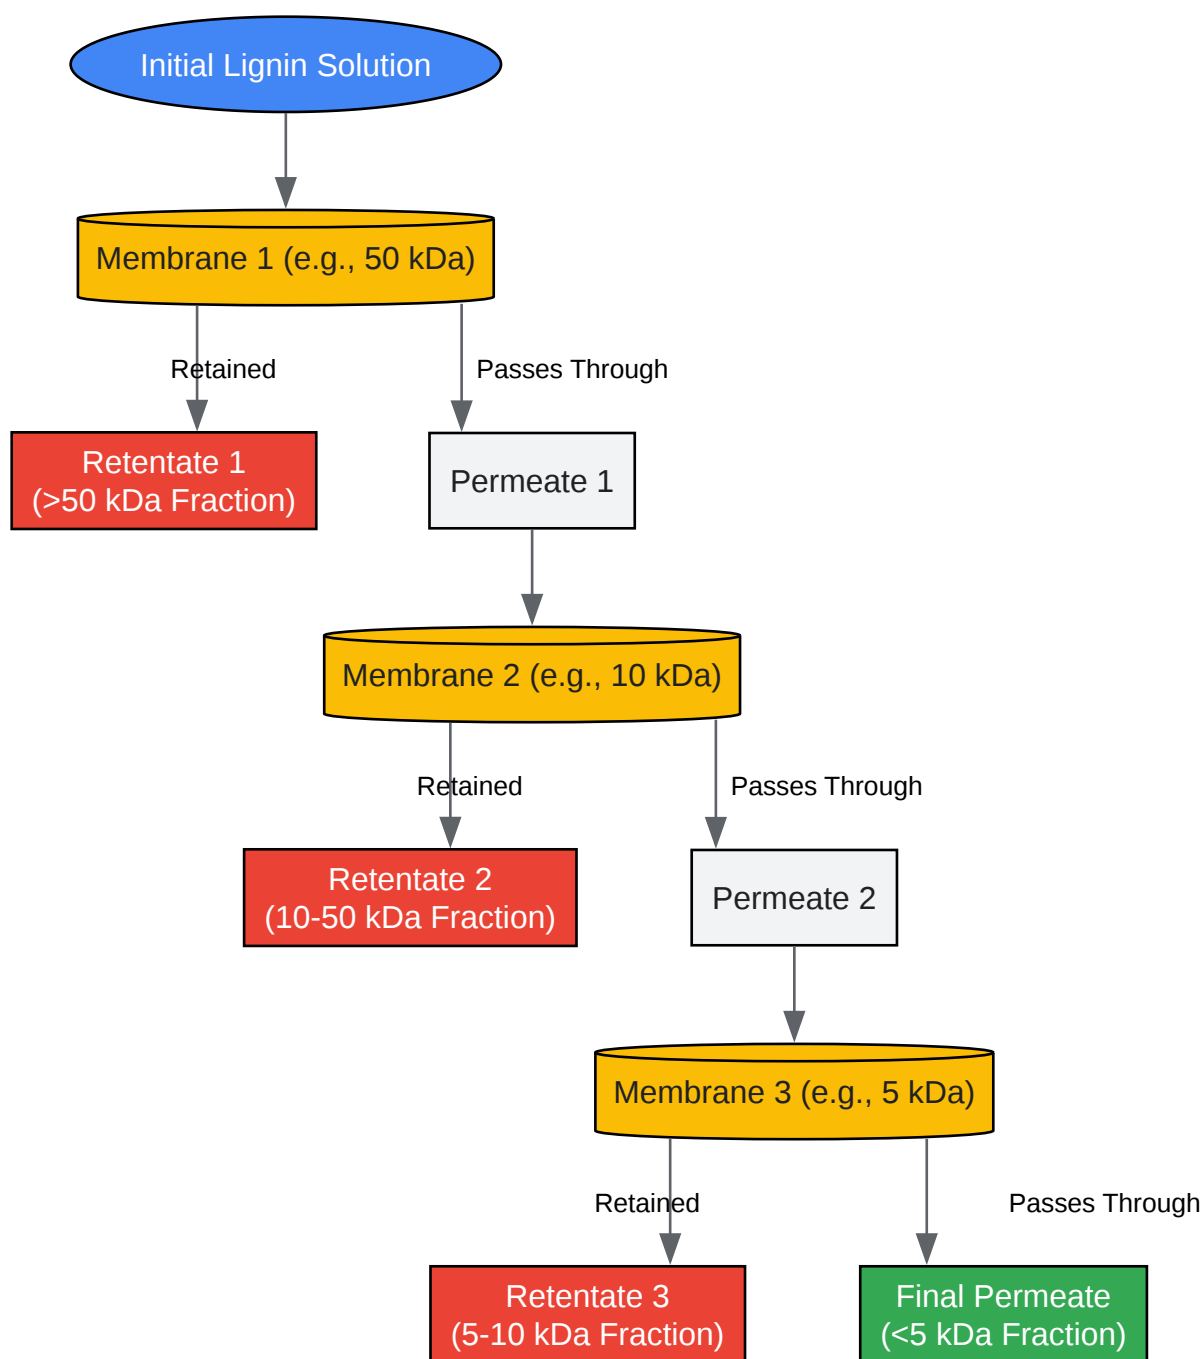 Initial Lignin Solution
Membrane 1 (e.g., 50 kDa)
Retained
Passes Through
Retentate 1
(>50 kDa Fraction)
Permeate 1
Membrane 2 (e.g., 10 kDa)
Retained
Passes Through
Retentate 2
(10-50 kDa Fraction)
Permeate 2
Membrane 3 (e.g., 5 kDa)
Retained
Passes Through
Retentate 3
(5-10 kDa Fraction)
Final Permeate
(<5 kDa Fraction)